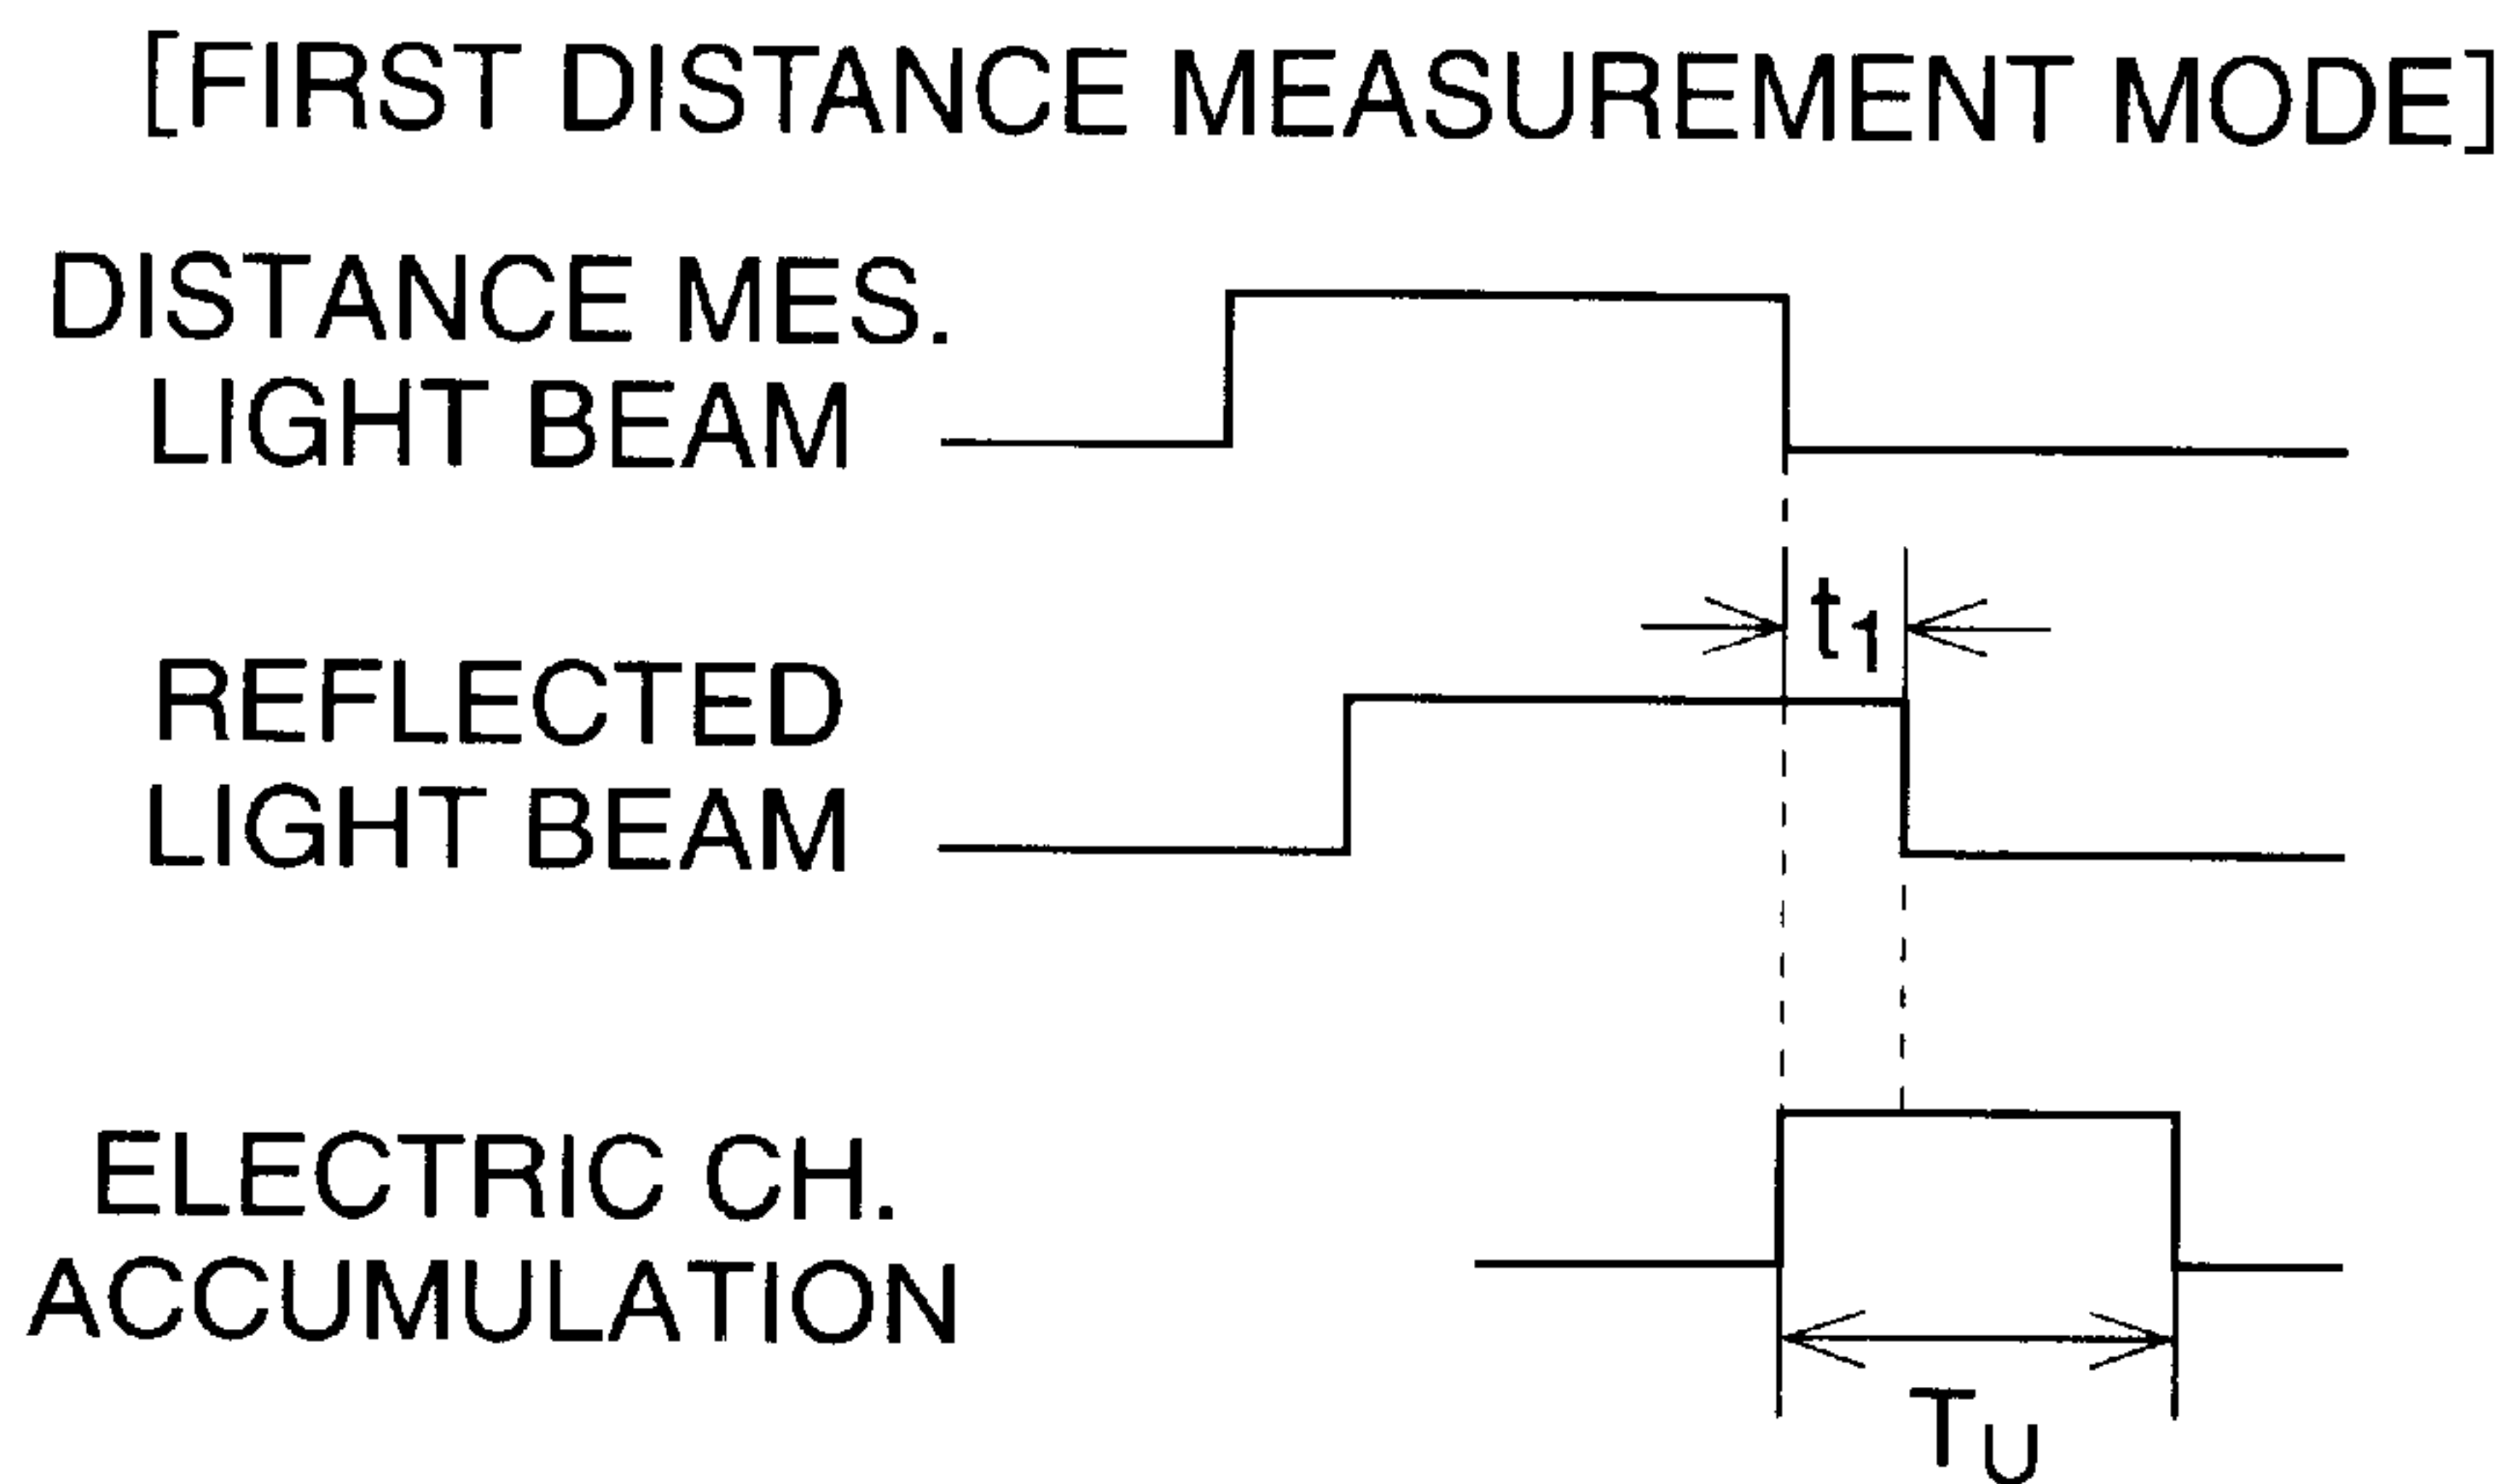 [FIRST DISTANCE MEASUREMENT MODE]
DISTANCE MES.
LIGHT BEAM
t1
REFLECTED
LIGHT BEAM
ELECTRIC CH.
ACCUMULATION
TU